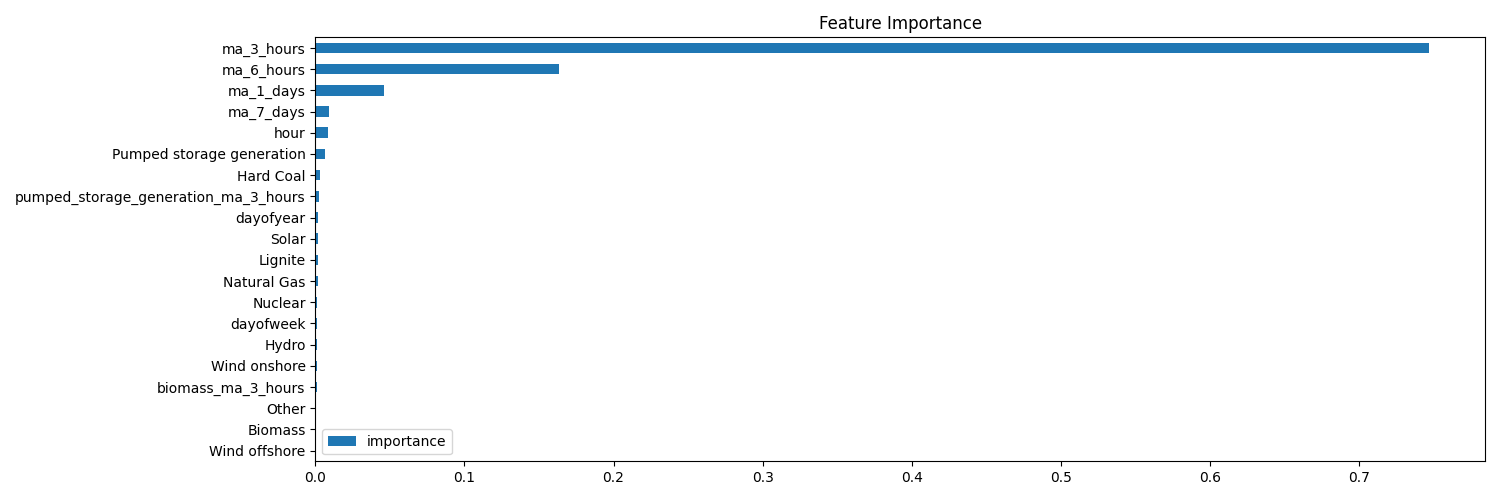 Feature Importance
ma_3_hours
ma_6_hours
ma_1_days
ma_7_days
hour
Pumped storage generation
Hard Coal
pumped_storage_generation_ma_3_hours
dayofyear
Solar
Lignite
Natural Gas
Nuclear
dayofweek
Hydro
Wind onshore
biomass_ma_3_hours
Other
Biomass
Wind offshore
importance
0.0 0.1 0.2 0.3 0.4 0.5 0.6 0.7